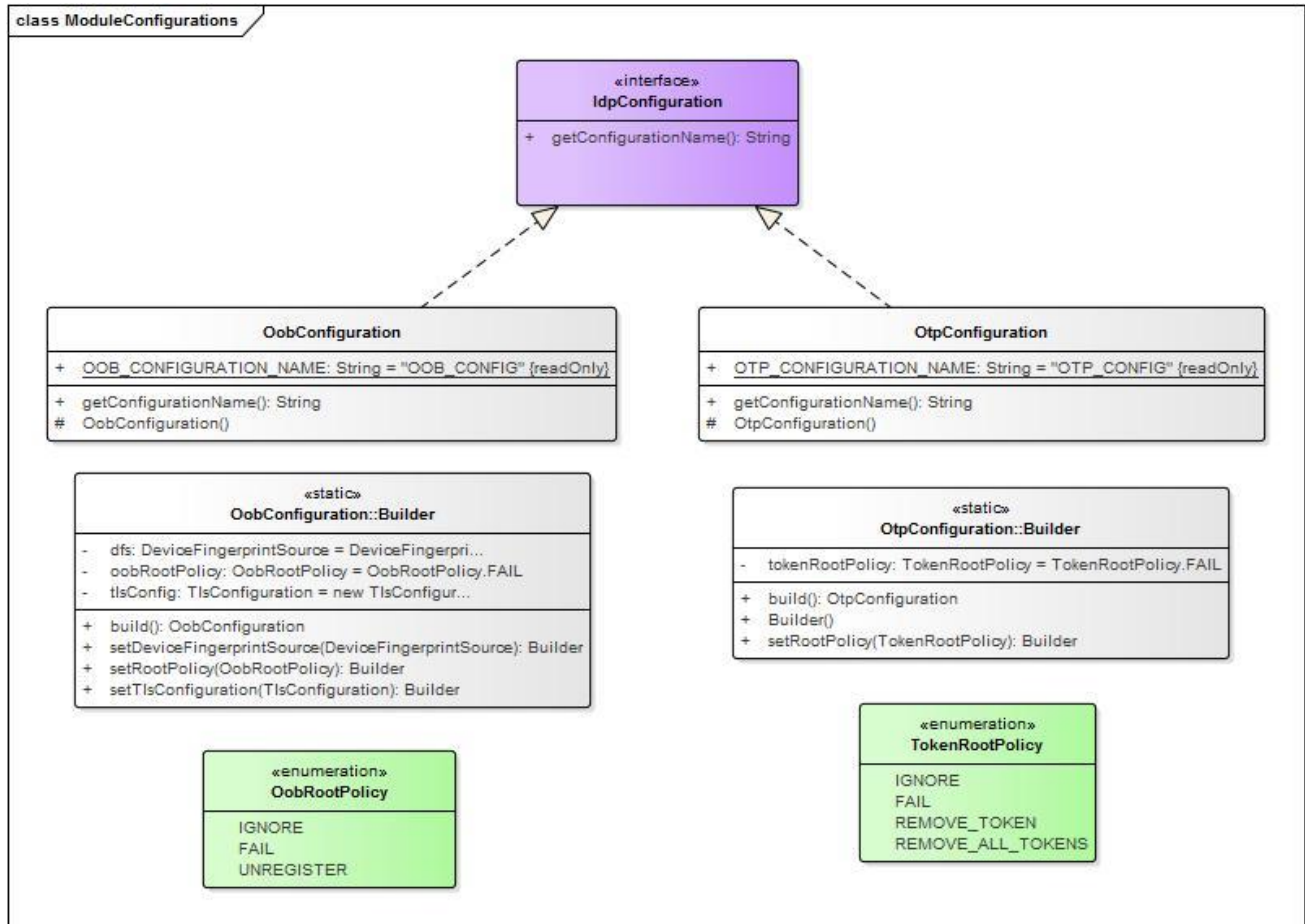 class ModuleConfigurations
«interface»
IdpConfiguration
+ getConfigurationName(): String
OobConfiguration
+ OOB_CONFIGURATION_NAME: String = "OOB_CONFIG" {readOnly}
+ getConfigurationName(): String
# OobConfiguration()
OtpConfiguration
+ OTP_CONFIGURATION_NAME: String = "OTP_CONFIG" {readOnly}
+ getConfigurationName(): String
# OtpConfiguration()
«static»
OobConfiguration::Builder
- dfs: DeviceFingerprintSource = DeviceFingerpri...
- oobRootPolicy: OobRootPolicy = OobRootPolicy.FAIL
- tlsConfig: TlsConfiguration = new TlsConfigur...
+ build(): OobConfiguration
+ setDeviceFingerprintSource(DeviceFingerprintSource): Builder
+ setRootPolicy(OobRootPolicy): Builder
+ setTlsConfiguration(TlsConfiguration): Builder
«static»
OtpConfiguration::Builder
- tokenRootPolicy: TokenRootPolicy = TokenRootPolicy.FAIL
+ build(): OtpConfiguration
+ Builder()
+ setRootPolicy(TokenRootPolicy): Builder
«enumeration»
OobRootPolicy
IGNORE
FAIL
UNREGISTER
«enumeration»
TokenRootPolicy
IGNORE
FAIL
REMOVE_TOKEN
REMOVE_ALL_TOKENS